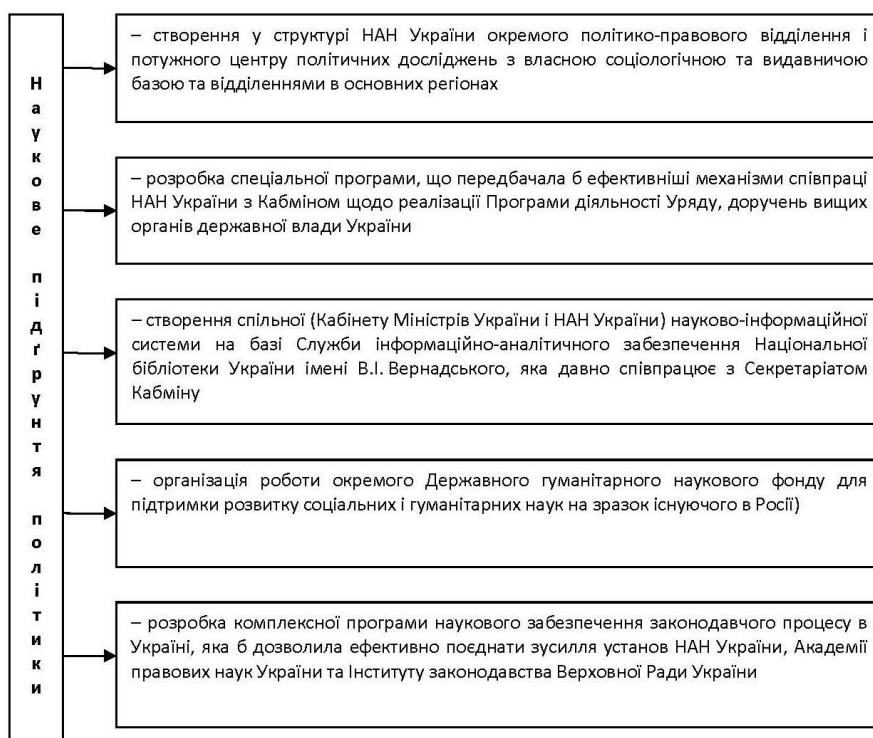 Наукове підґрунтя політики
– створення у структурі НАН України окремого політико-правового відділення і
потужного центру політичних досліджень з власною соціологічною та видавничою
базою та відділеннями в основних регіонах
– розробка спеціальної програми, що передбачала б ефективніші механізми співпраці
НАН України з Кабміном щодо реалізації Програми діяльності Уряду, доручень вищих
органів державної влади України
– створення спільної (Кабінету Міністрів України і НАН України) науково-інформаційної
системи на базі Служби інформаційно-аналітичного забезпечення Національної
бібліотеки України імені В.І. Вернадського, яка давно співпрацює з Секретаріатом
Кабміну
– організація роботи окремого Державного гуманітарного наукового фонду для
підтримки розвитку соціальних і гуманітарних наук на зразок існуючого в Росії)
– розробка комплексної програми наукового забезпечення законодавчого процесу в
Україні, яка б дозволила ефективно поєднати зусилля установ НАН України, Академії
правових наук України та Інституту законодавства Верховної Ради України